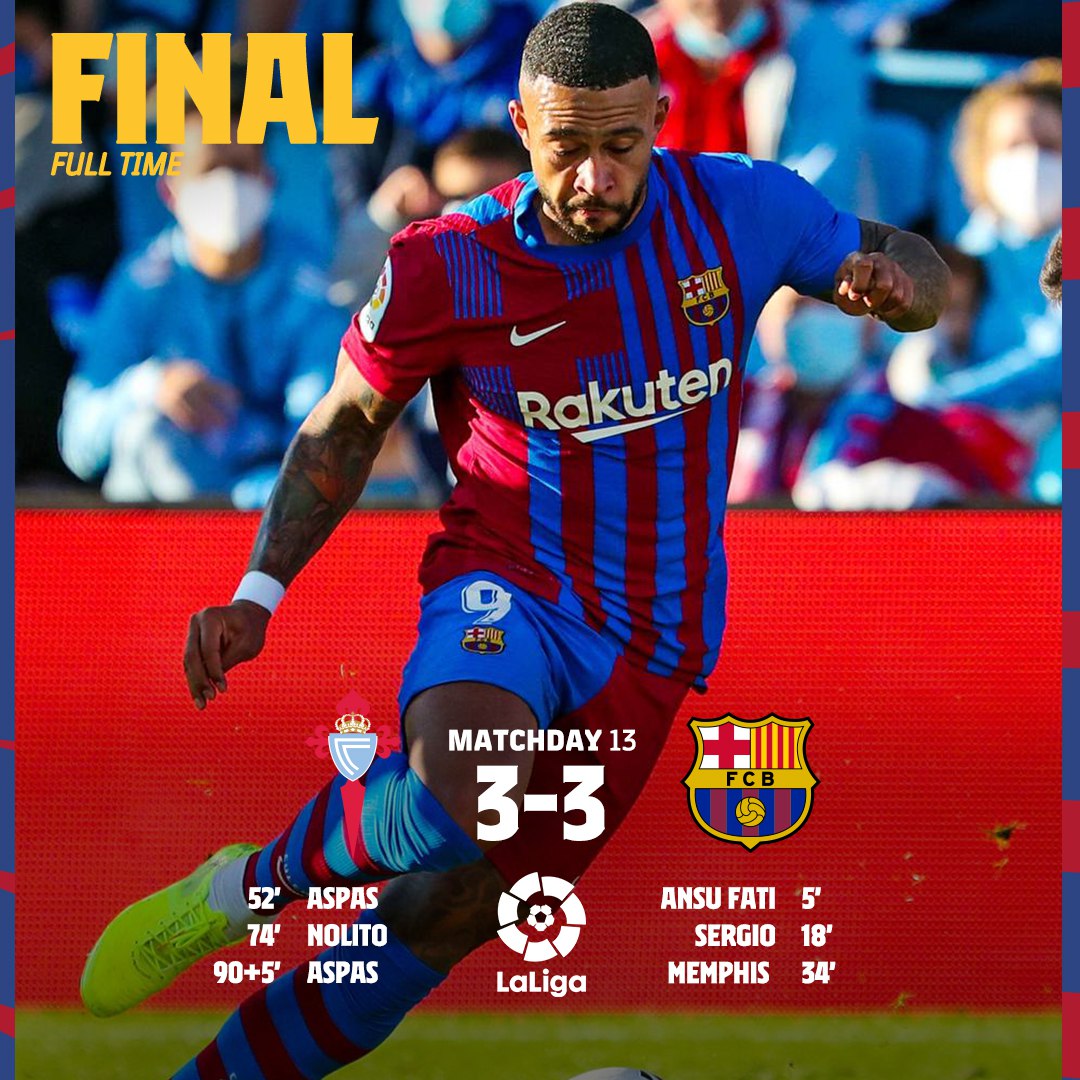 FINAL
FULL TIME
Rakuten
FCB
9
MATCHDAY 13
3-3
FCB
52' ASPAS
74' NOLITO
90+5' ASPAS
ANSU FATI 5'
SERGIO 18'
MEMPHIS 34'
LaLiga